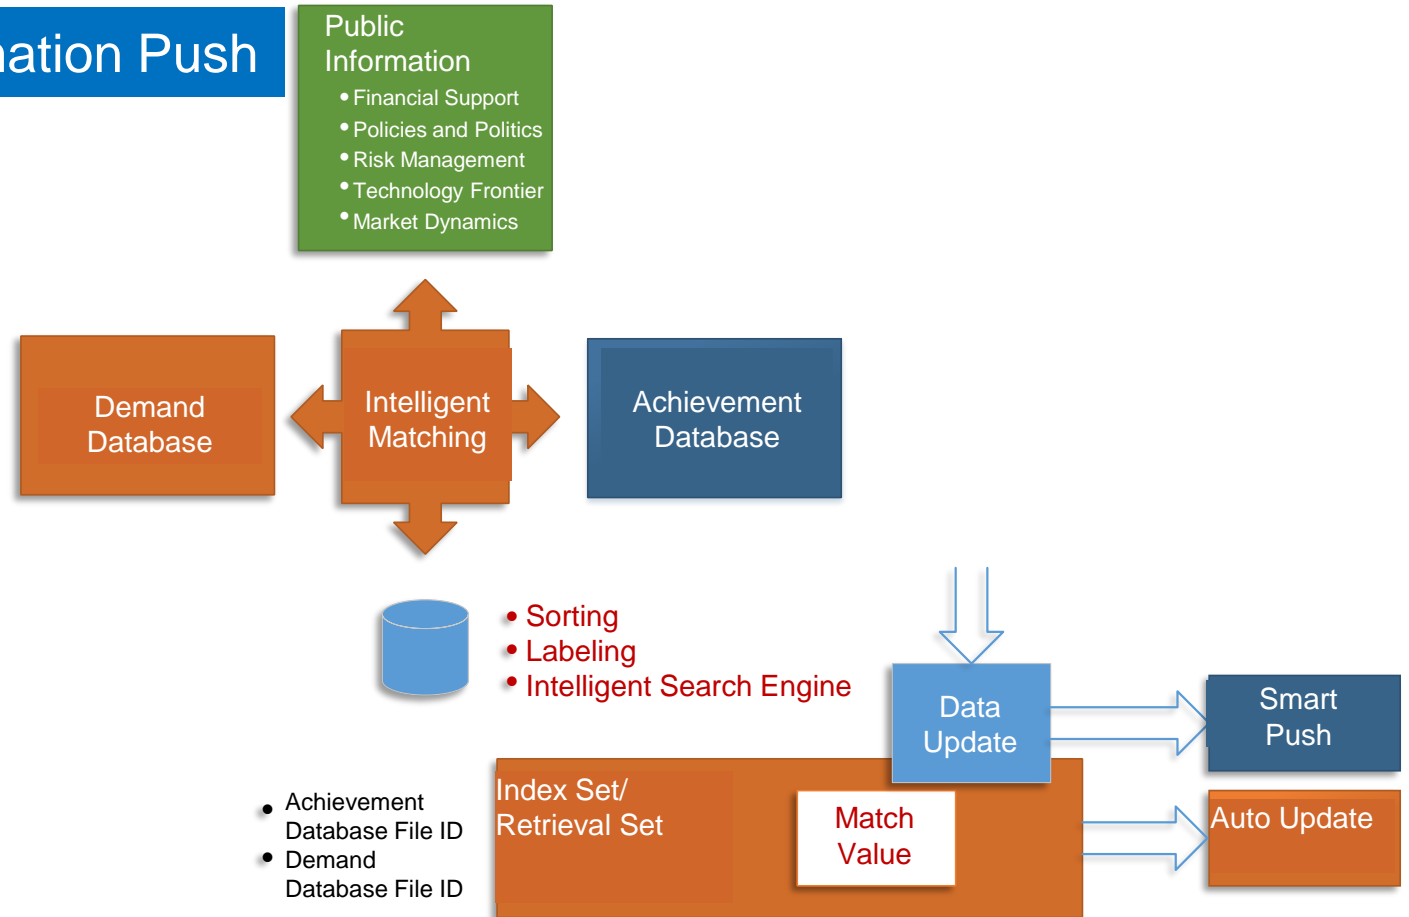 Push
Public
Information
• Financial Support
• Policies and Politics
• Risk Management
• Technology Frontier
• Market Dynamics
Demand
Database
Intelligent
Matching
Achievement
Database
• Sorting
• Labeling
• Intelligent Search Engine
Data
Update
Smart
Push
• Achievement
Database File ID
• Demand
Database File ID
Index Set/
Retrieval Set
Match
Value
Auto Update